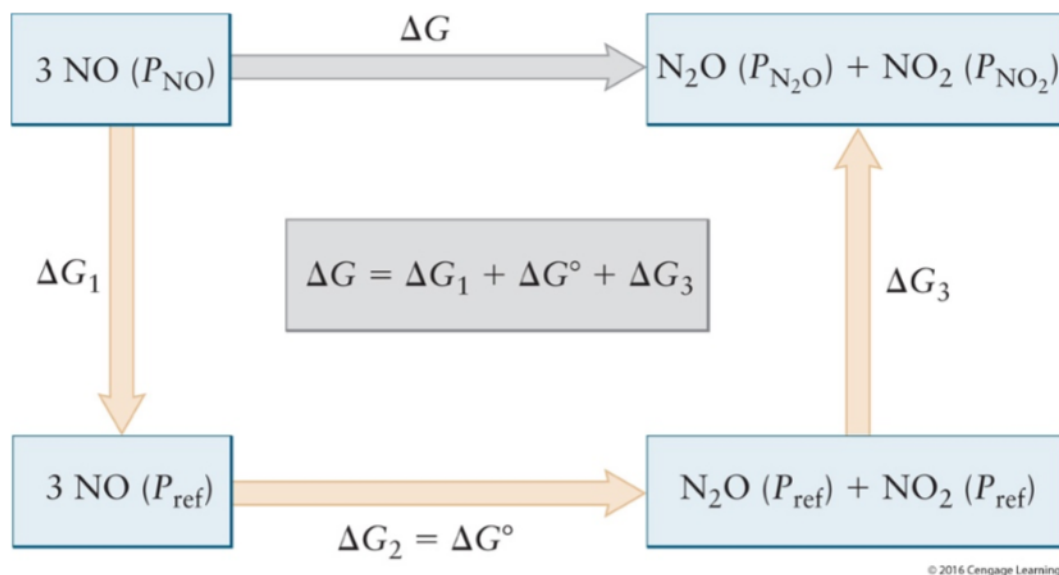 ΔG
3 NO (P_NO)
N₂O (P_N₂O) + NO₂ (P_NO₂)
ΔG₁
ΔG = ΔG₁ + ΔG° + ΔG₃
ΔG₃
3 NO (P_ref)
N₂O (P_ref) + NO₂ (P_ref)
ΔG₂ = ΔG°
© 2016 Cengage Learning